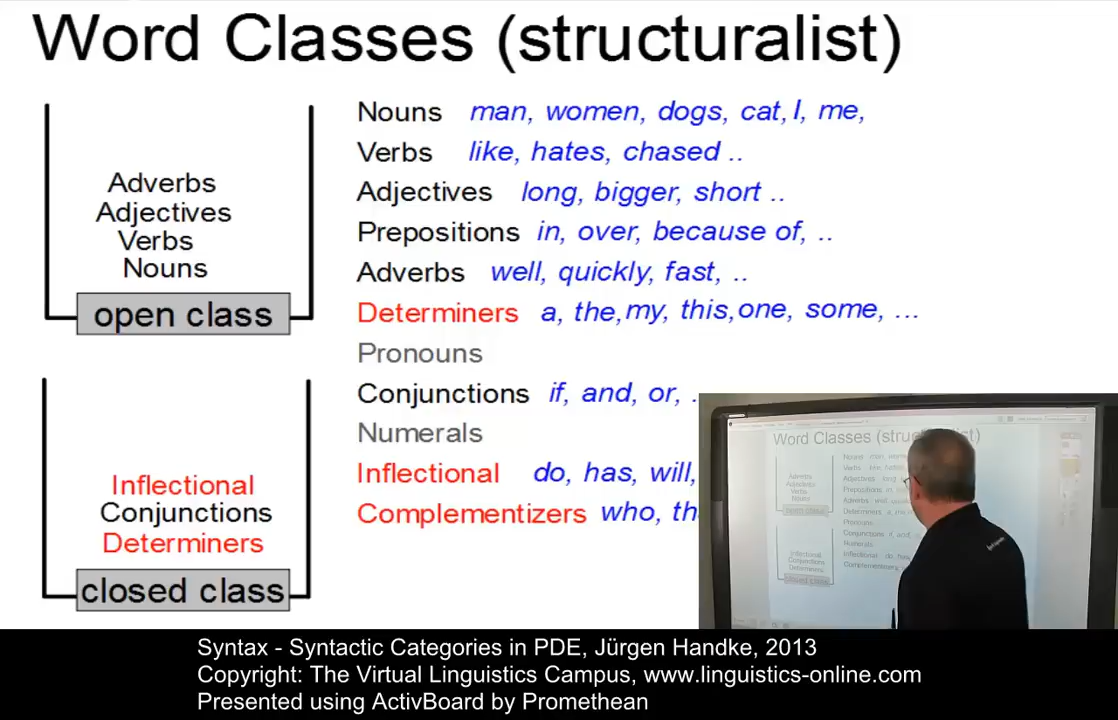 Word Classes (structuralist)
Adverbs
Adjectives
Verbs
Nouns
open class
Inflectional
Conjunctions
Determiners
closed class
Nouns man, women, dogs, cat, I, me,
Verbs like, hates, chased ..
Adjectives long, bigger, short ..
Prepositions in, over, because of, ..
Adverbs well, quickly, fast, ..
Determiners a, the, my, this, one, some, ...
Pronouns
Conjunctions if, and, or, .
Numerals
Inflectional do, has, will,
Complementizers who,
Word Classes
Syntax - Syntactic Categories in PDE, Jürgen Handke, 2013
Copyright: The Virtual Linguistics Campus, www.linguistics-online.com
Presented using ActivBoard by Promethean